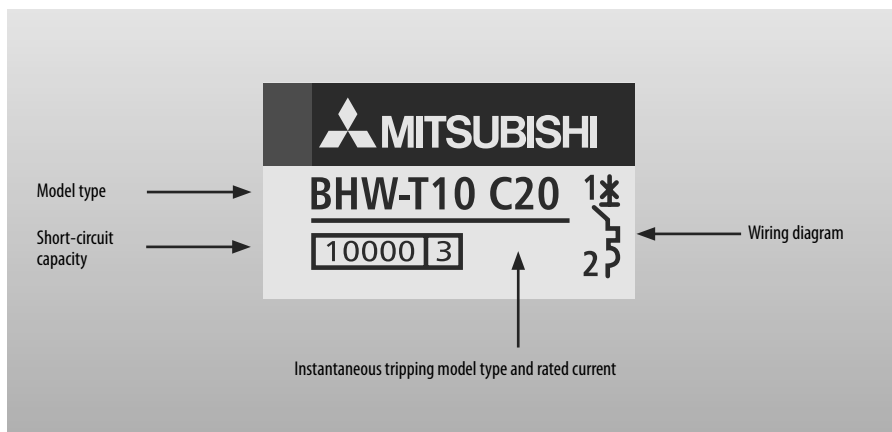 MITSUBISHI
Model type
BHW-T10 C20
1
Short-circuit
capacity
10000 3
2
Wiring diagram
Instantaneous tripping model type and rated current